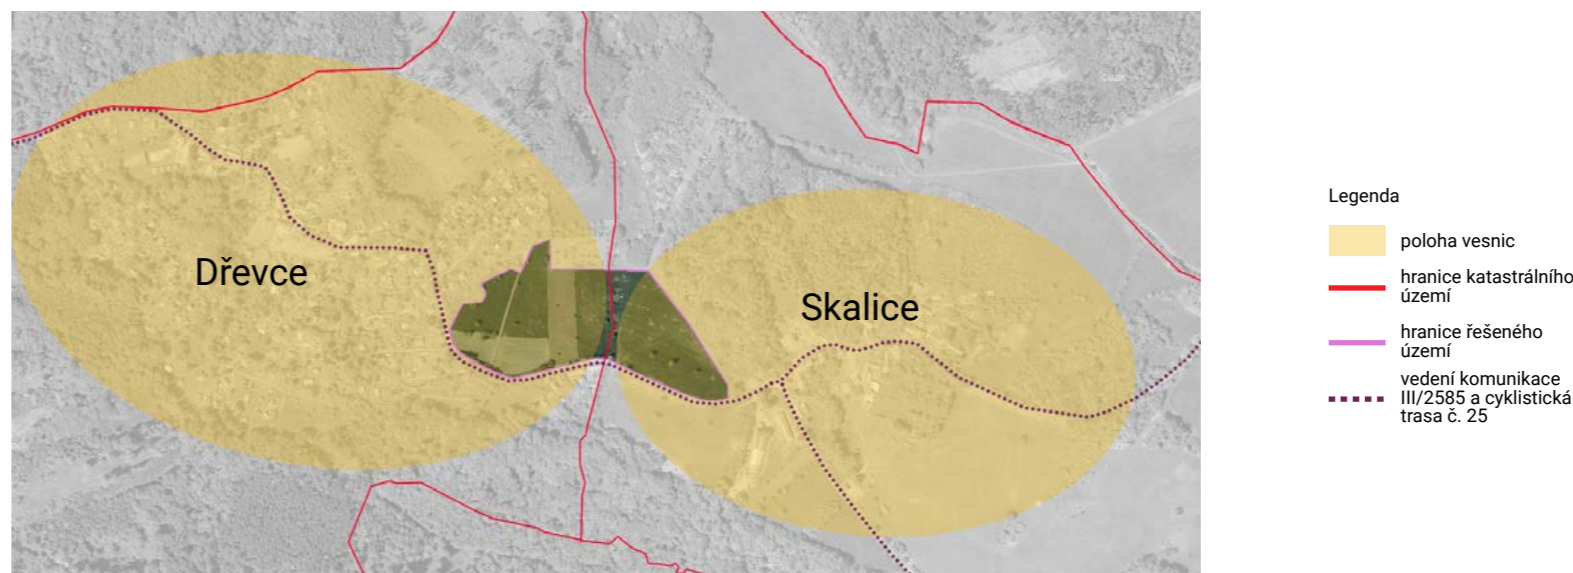 Dřevce
Skalice
Legenda
poloha vesnic
hranice katastrálního
území
hranice řešeného
území
vedení komunikace
III/2585 a cyklistická
trasa č. 25